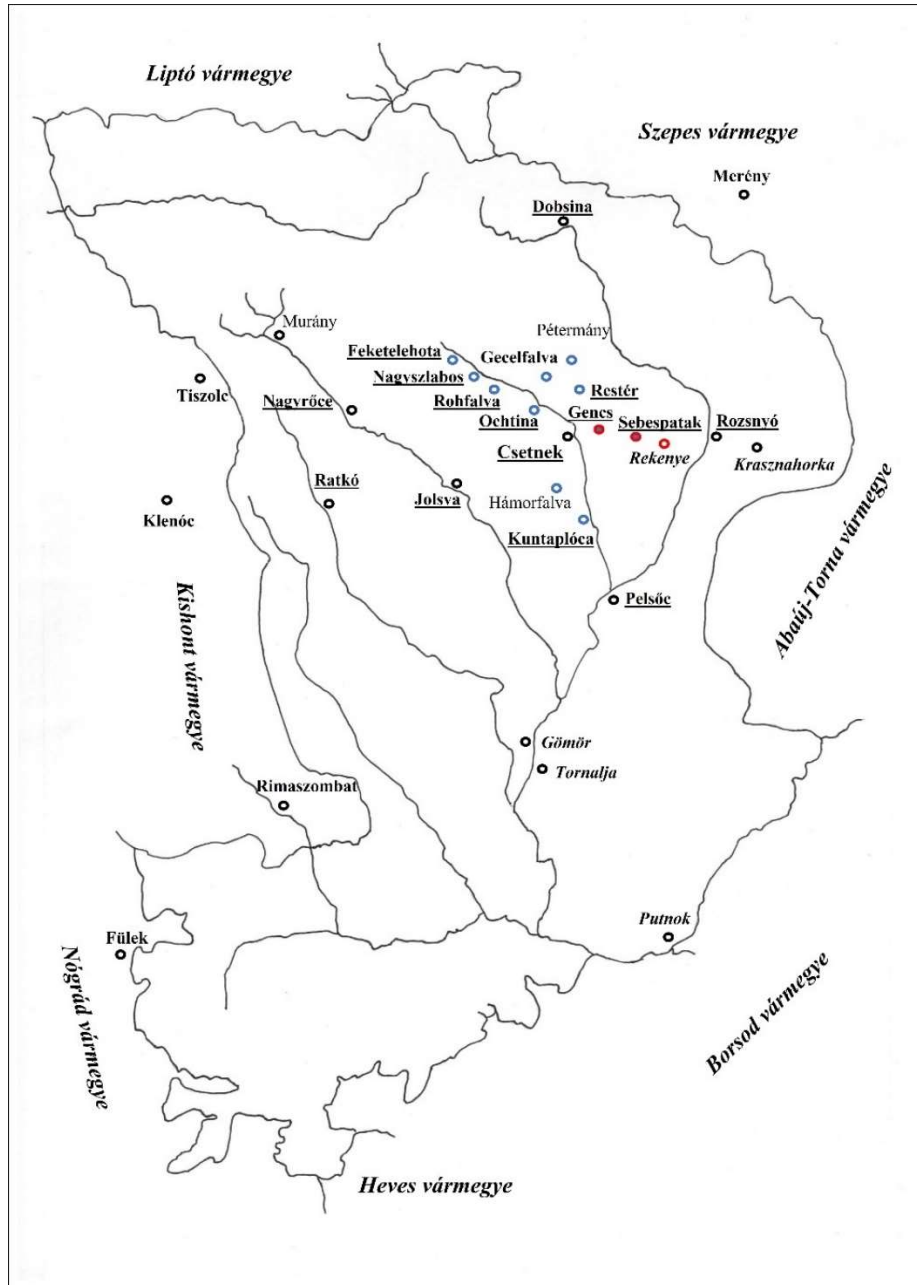 Liptó vármegye
Szepes vármegye
Merény
Dobsina
Murány
Pétermány
Feketelehota
Gecelfalva
Nagyszlabos
Tiszolc
Restér
Nagyrőce
Rohfalva
Ochtina
Gencs
Sebespatak
Rozsnyó
Csetnek
Rekenye
Krasznahorka
Ratkó
Jolsva
Hámorfalva
Klenóc
Kuntaplóca
Pelsőc
Abaúj-Torna vármegye
Kishont vármegye
Gömör
Tornalja
Rimaszombat
Putnok
Fülek
Nógrád vármegye
Borsod vármegye
Heves vármegye